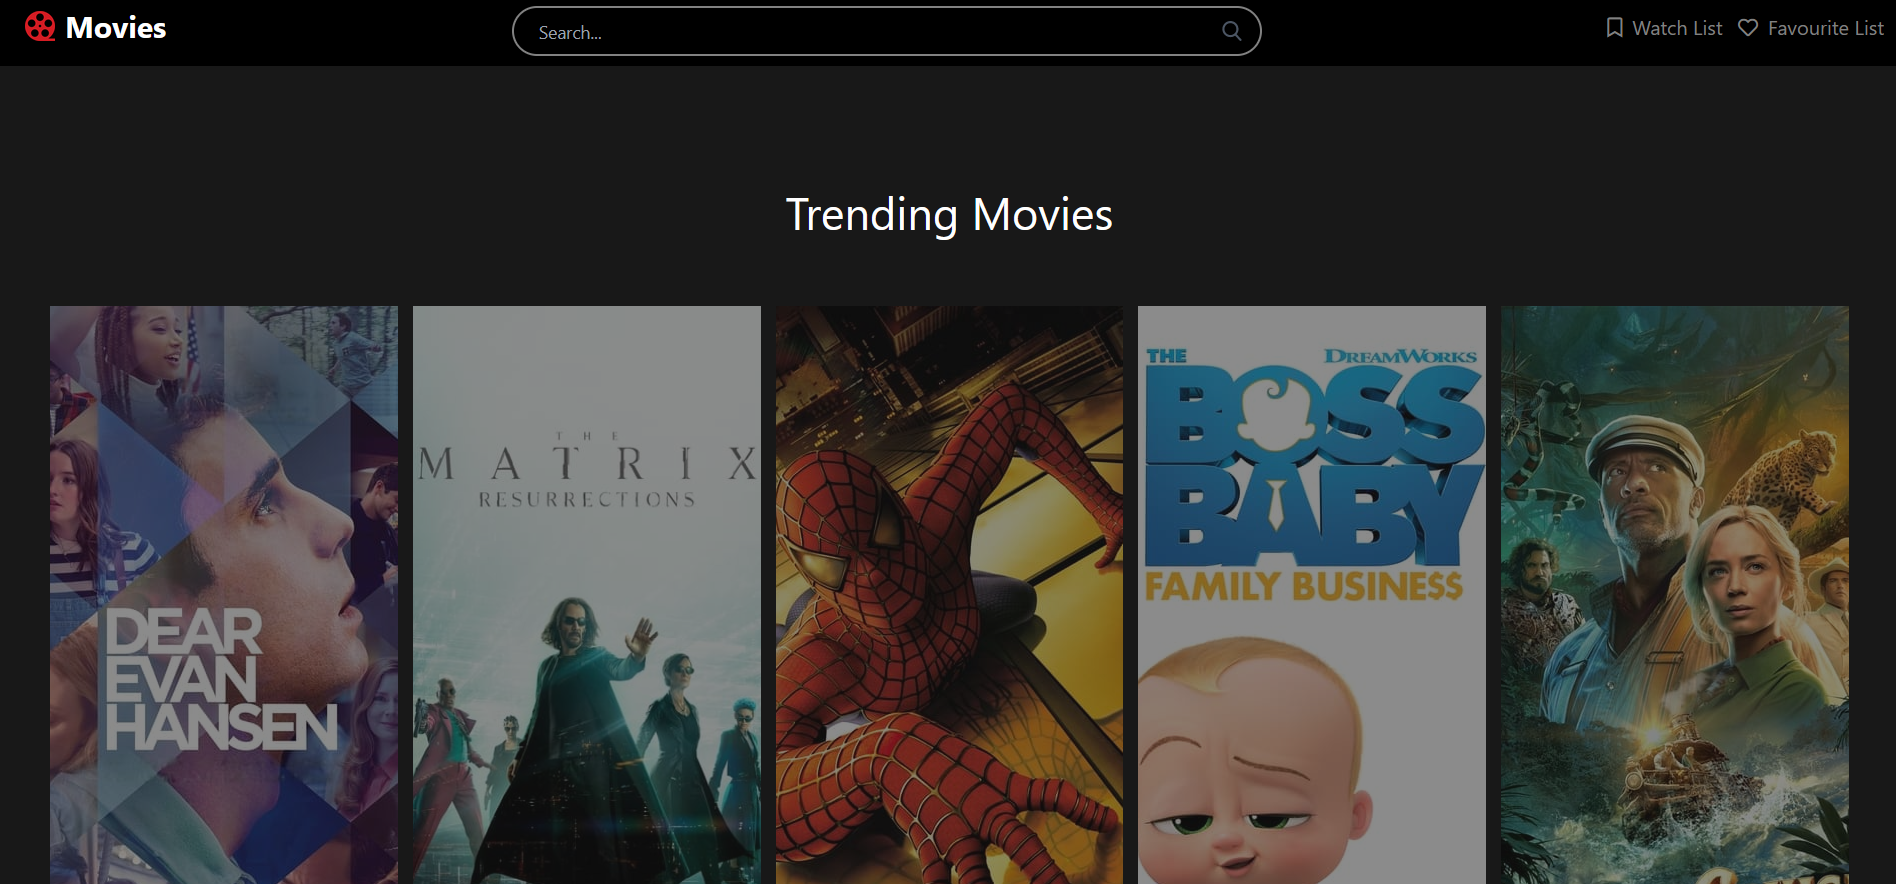 Movies
Search...
Watch List
Favourite List
Trending Movies
DEAR
EVAN
HANSEN
THE
MATRIX
RESURRECTIONS
THE
DREAMWORKS
BOSS
BABY
FAMILY BUSINE$$